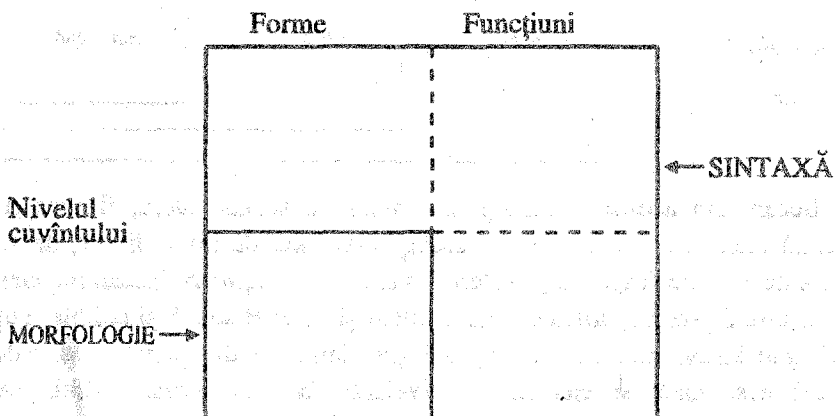 Forme Funcţiuni
SINTAXĂ
Nivelul
cuvîntului
MORFOLOGIE